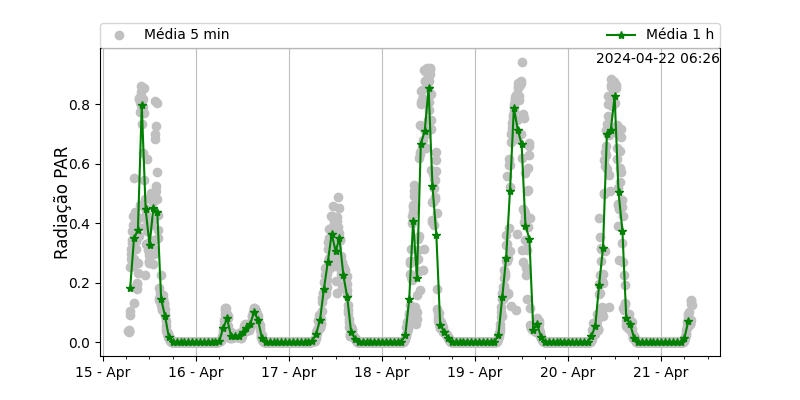 Média 5 min
Média 1 h
2024-04-22 06:26
Radiação PAR
0.8
0.6
0.4
0.2
0.0
15 - Apr
16 - Apr
17 - Apr
18 - Apr
19 - Apr
20 - Apr
21 - Apr